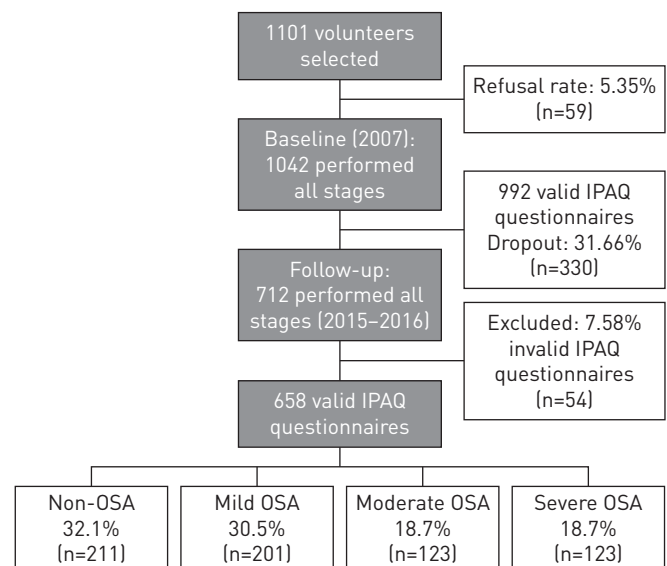 1101 volunteers
selected
Refusal rate: 5.35%
(n=59)
Baseline (2007):
1042 performed
all stages
992 valid IPAQ
questionnaires
Dropout: 31.66%
(n=330)
Follow-up:
712 performed all
stages (2015–2016)
Excluded: 7.58%
invalid IPAQ
questionnaires
(n=54)
658 valid IPAQ
questionnaires
Non-OSA
32.1%
(n=211)
Mild OSA
30.5%
(n=201)
Moderate OSA
18.7%
(n=123)
Severe OSA
18.7%
(n=123)